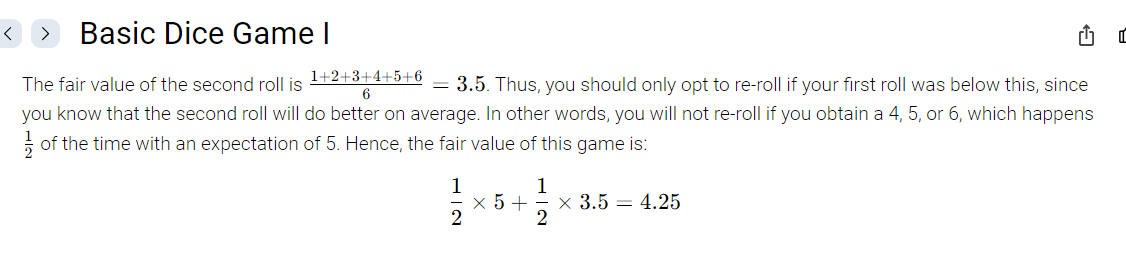 Basic Dice Game I
The fair value of the second roll is \frac{1+2+3+4+5+6}{6} = 3.5. Thus, you should only opt to re-roll if your first roll was below this, since
you know that the second roll will do better on average. In other words, you will not re-roll if you obtain a 4, 5, or 6, which happens
\frac{1}{2} of the time with an expectation of 5. Hence, the fair value of this game is:
\frac{1}{2} × 5 + \frac{1}{2} × 3.5 = 4.25